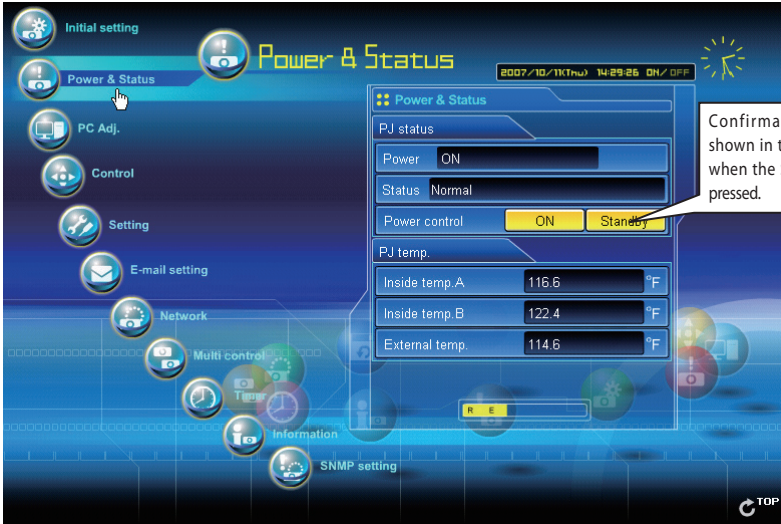 Initial setting
Power & Status
2007/10/11(Thu) 14:29:26 ON/OFF
Power & Status
PC Adj.
Control
Setting
E-mail setting
Network
Multi control
Timer
Information
SNMP setting
Power & Status
PJ status
Power ON
Status Normal
Power control ON Standby
PJ temp.
Inside temp.A 116.6 °F
Inside temp.B 122.4 °F
External temp. 114.6 °F
R E
Confirma
shown in t
when the
pressed.
TOP